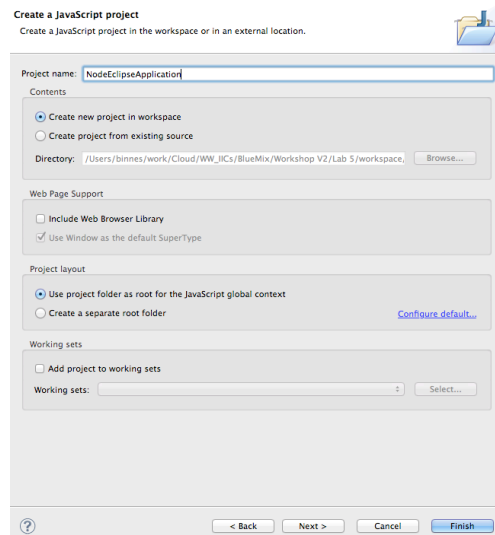 Create a JavaScript project
Create a JavaScript project in the workspace or in an external location.
Project name: NodeEclipseApplication
Contents
Create new project in workspace
Create project from existing source
Directory: /Users/binnes/work/Cloud/WW_IICs/BlueMix/Workshop V2/Lab 5/workspace, Browse...
Web Page Support
Include Web Browser Library
Use Window as the default SuperType
Project layout
Use project folder as root for the JavaScript global context
Create a separate root folder Configure default...
Working sets
Add project to working sets
Working sets: Select...
? < Back Next > Cancel Finish